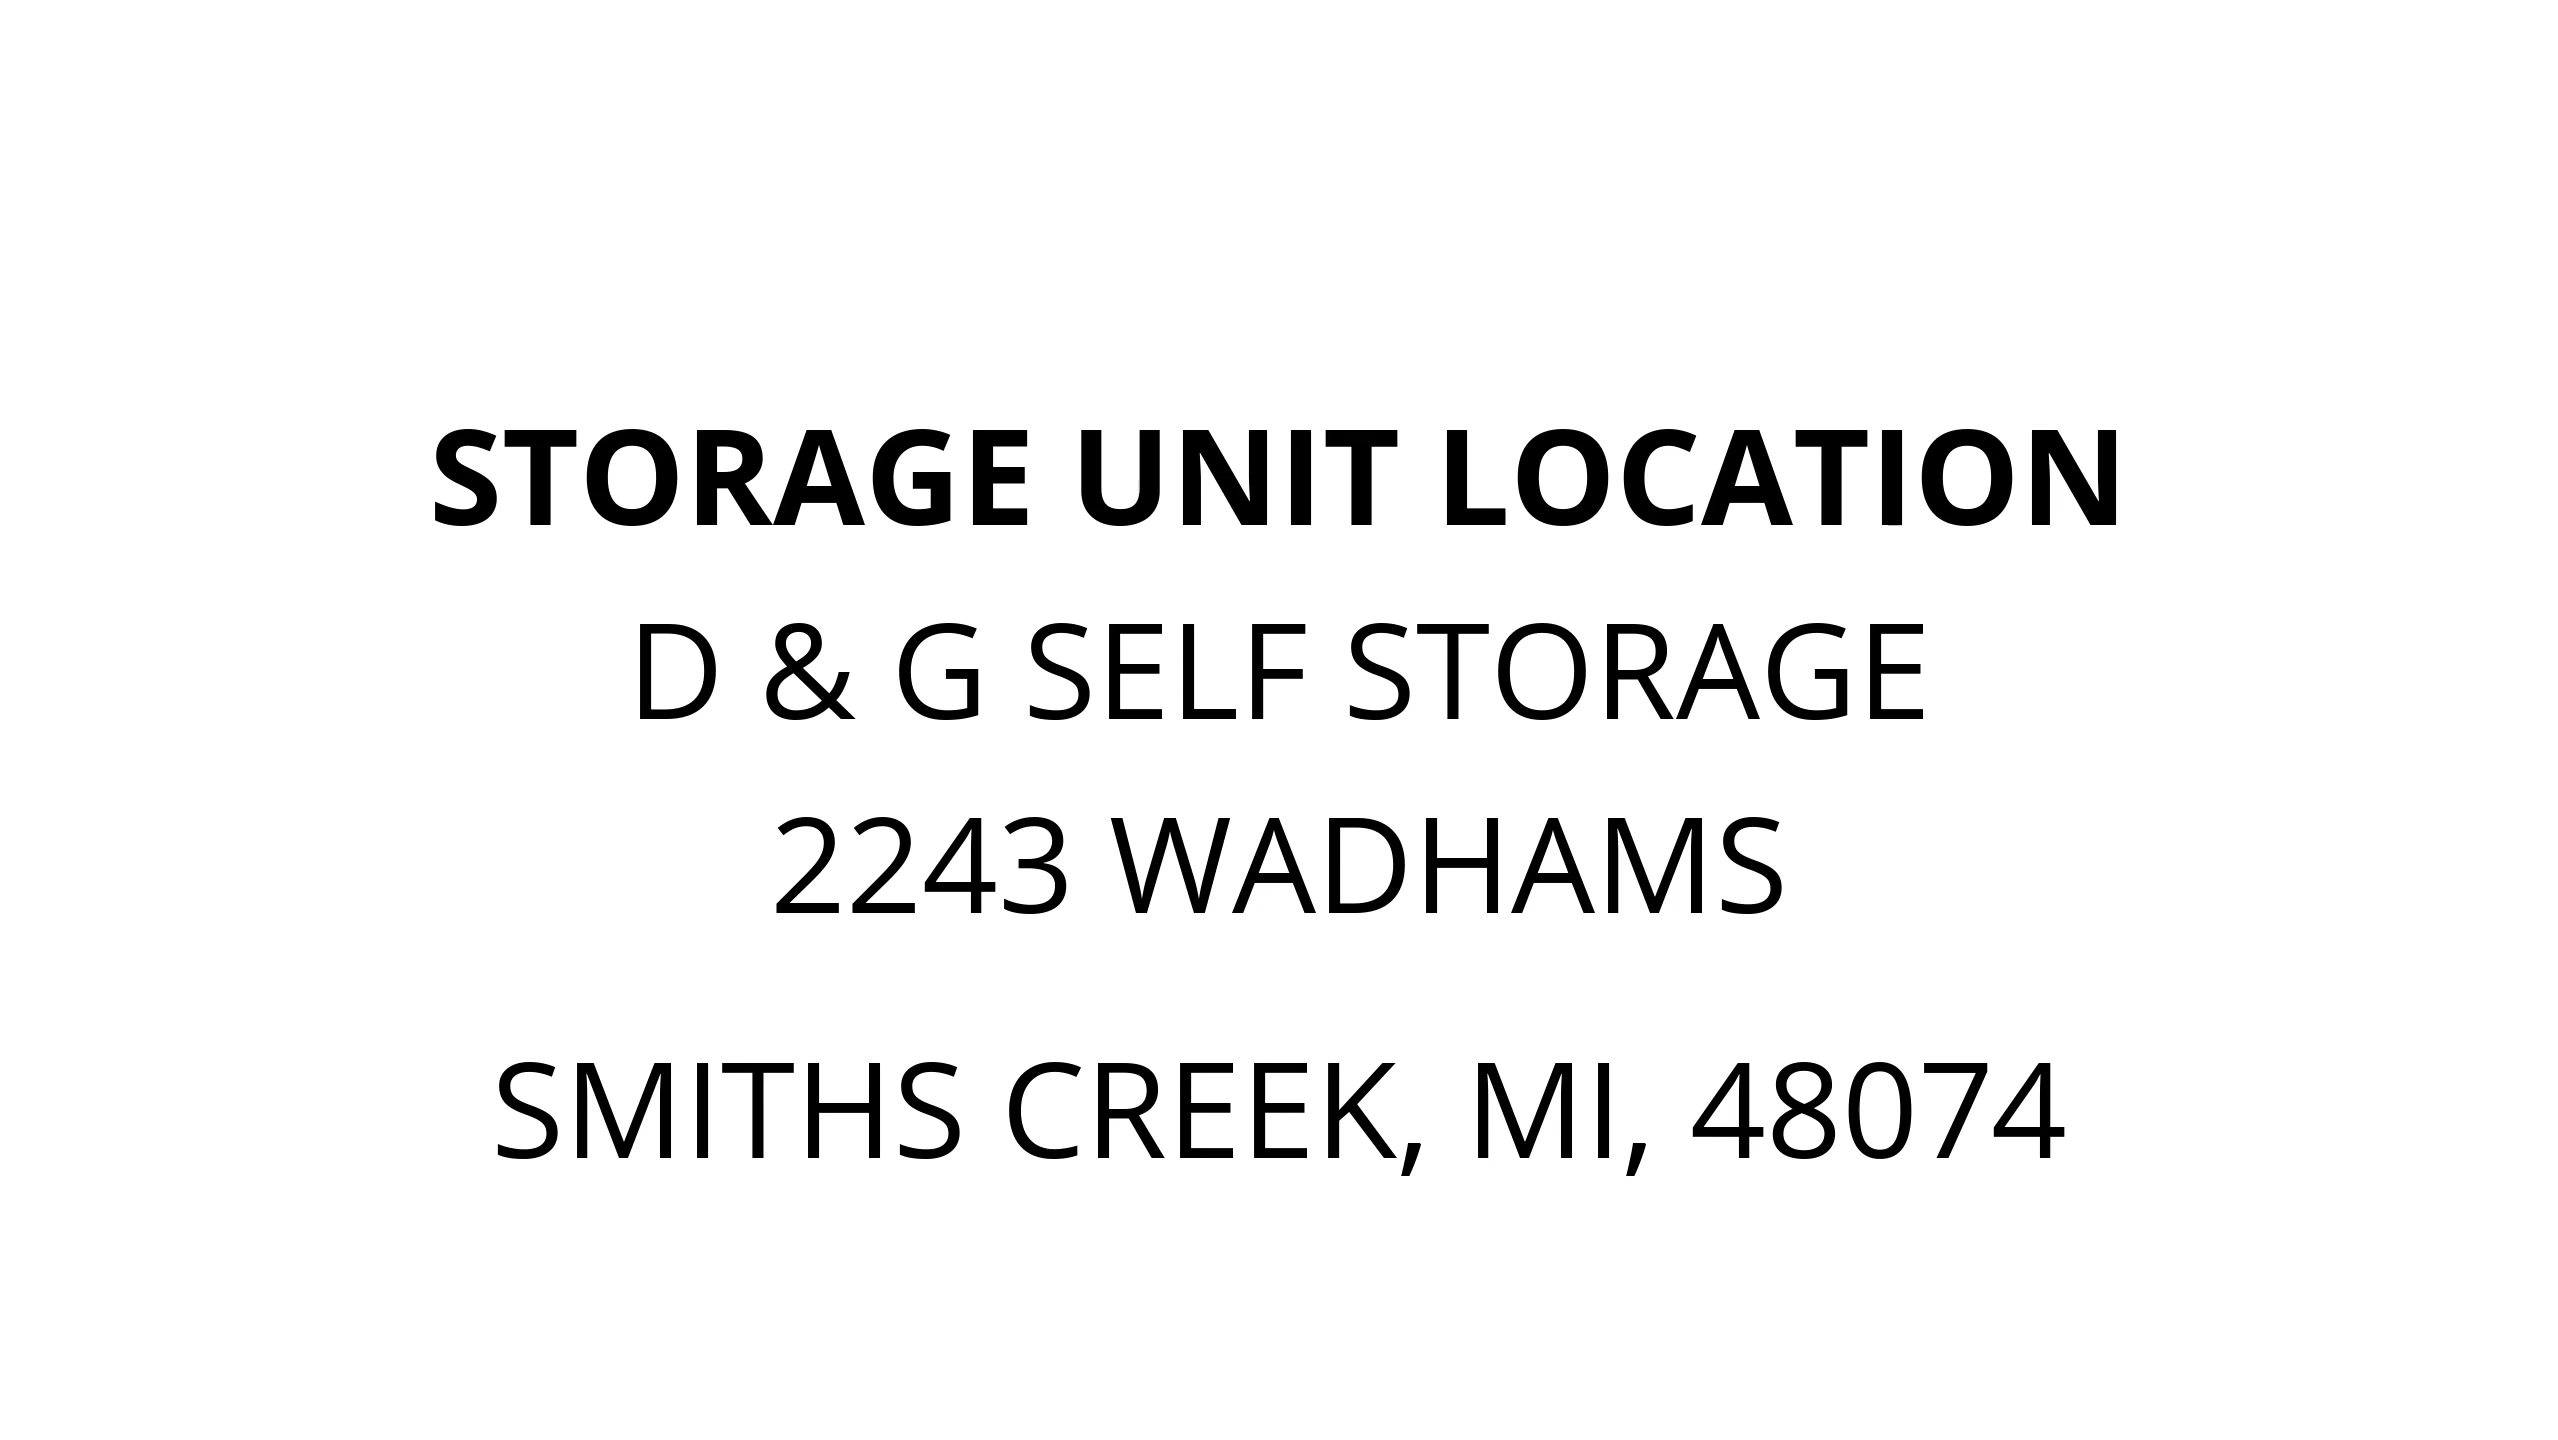 STORAGE UNIT LOCATION
D & G SELF STORAGE
2243 WADHAMS
SMITHS CREEK, MI, 48074